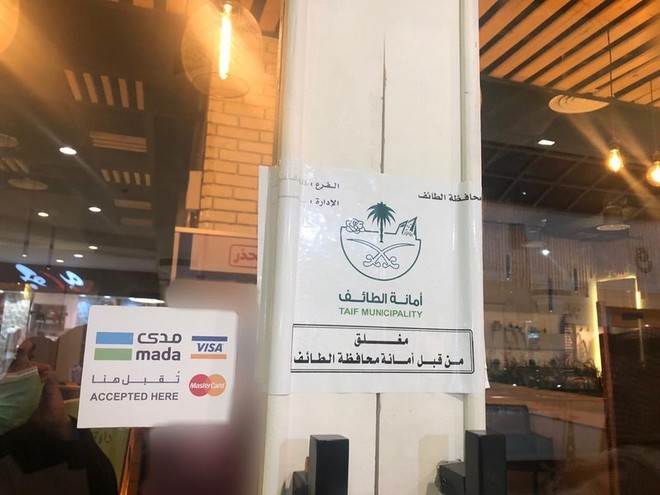 الفرع :
الإدارة :
محافظة الطائف
أمانة الطائف
TAIF MUNICIPALITY
مغلق
من قبل أمانة محافظة الطائف
مدى
mada
VISA
تُقبل هنا
MasterCard
ACCEPTED HERE